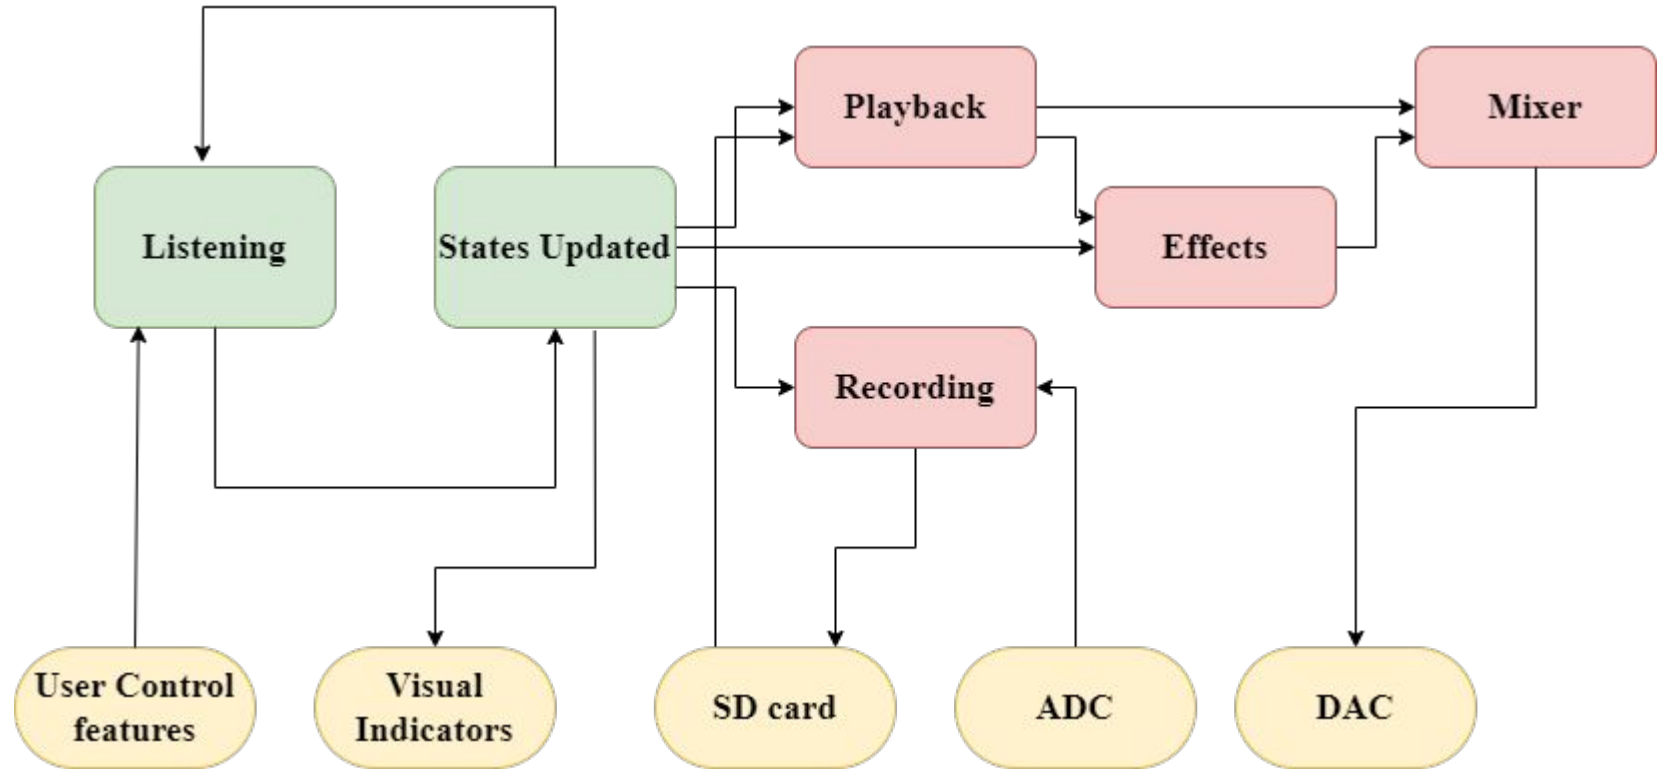 Playback
Mixer
Listening
States Updated
Effects
Recording
User Control
features
Visual
Indicators
SD card
ADC
DAC